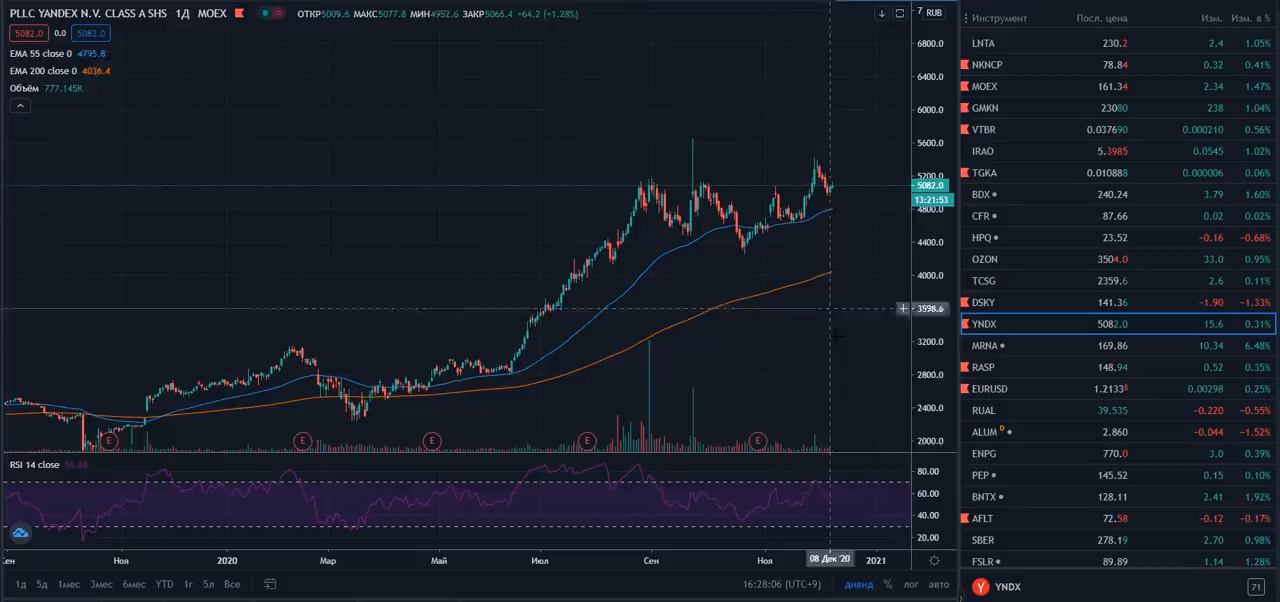 PLLC YANDEX N.V. CLASS A SHS · 1Д MOEX ОТКР5009.6 МАКС5077.8 МИН4952.6 ЗАКР5066.4 +64.2 (+1.28%)
5082.0 0.0 5082.0
EMA 55 close 0 4795.8
EMA 200 close 0 4036.4
Объём 777.145K
RUB
6800.0
6400.0
6000.0
5600.0
5200.0
5082.0
13:21:53
4800.0
4400.0
4000.0
3598.6
3200.0
2800.0
2400.0
2000.0
E E E E E
RSI 14 close
80.00
60.00
40.00
20.00
Ноя 2020 Мар Май Июл Сен Ноя 08 Дек '20 2021
1д 5д 1мес 3мес 6мес YTD 1г 5л Все 16:28:06 (UTC+9) дивид % лог авто
Инструмент Посл. цена Изм. Изм. в %
LNTA 230.2 2.4 1.05%
NKNCP 78.84 0.32 0.41%
MOEX 161.34 2.34 1.47%
GMKN 23080 238 1.04%
VTBR 0.037690 0.000210 0.56%
IRAO 5.3985 0.0545 1.02%
TGKA 0.010888 0.000006 0.06%
BDX 240.24 3.79 1.60%
CFR 87.66 0.02 0.02%
HPQ 23.52 −0.16 −0.68%
OZON 3504.0 33.0 0.95%
TCSG 2359.6 2.6 0.11%
DSKY 141.36 −1.90 −1.33%
YNDX 5082.0 15.6 0.31%
MRNA 169.86 10.34 6.48%
RASP 148.94 0.52 0.35%
EURUSD 1.2133⁸ 0.00298 0.25%
RUAL 39.535 −0.220 −0.55%
ALUM D 2.860 −0.044 −1.52%
ENPG 770.0 3.0 0.39%
PEP 145.52 0.15 0.10%
BNTX 128.11 2.41 1.92%
AFLT 72.58 −0.12 −0.17%
SBER 278.19 2.70 0.98%
FSLR 89.89 1.14 1.28%
Y YNDX